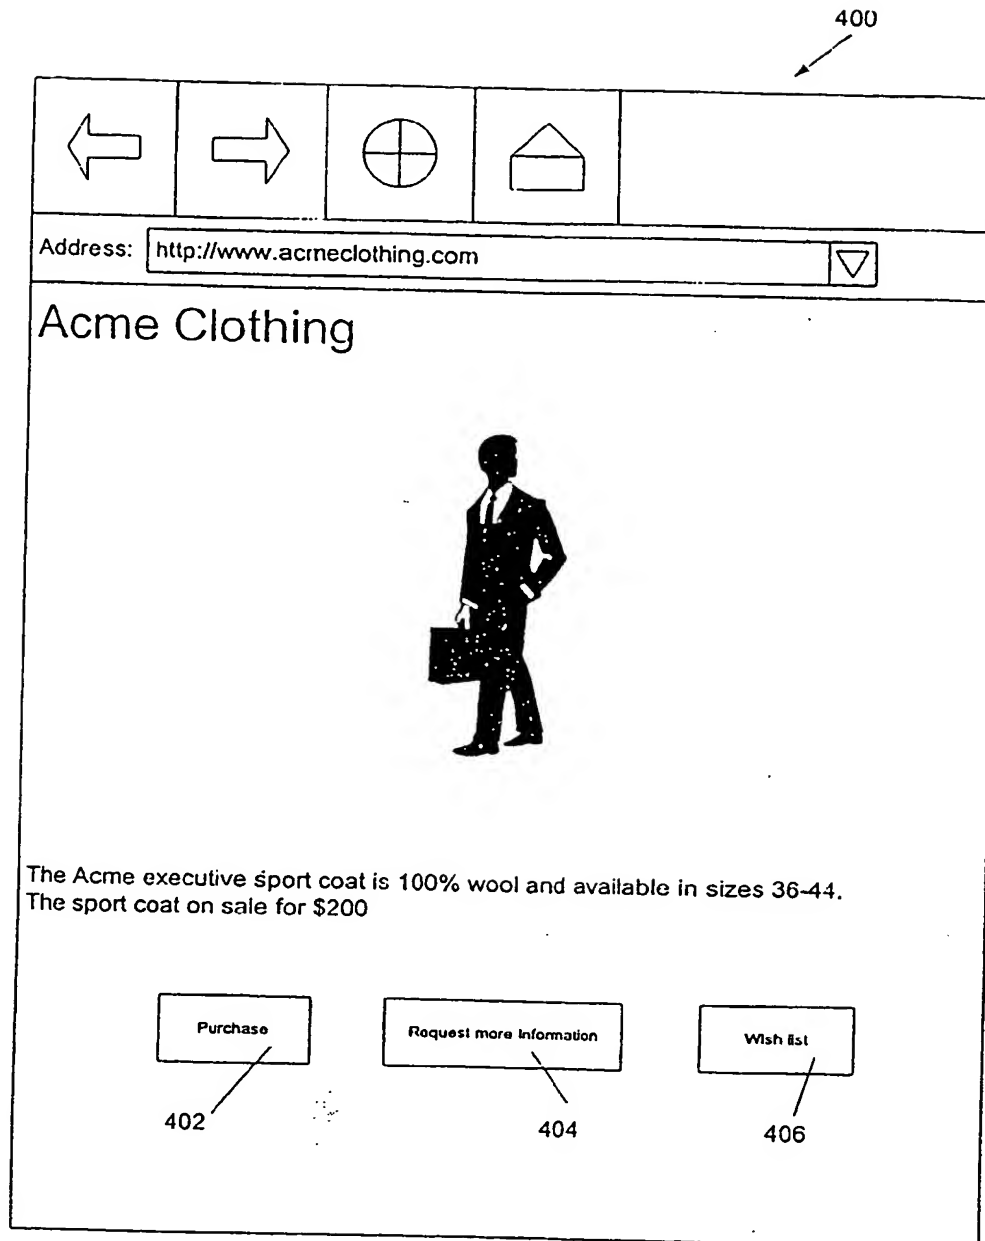 400
Address: http://www.acmeclothing.com
Acme Clothing
The Acme executive sport coat is 100% wool and available in sizes 36-44.
The sport coat on sale for $200
Purchase
Request more Information
Wish list
402
404
406